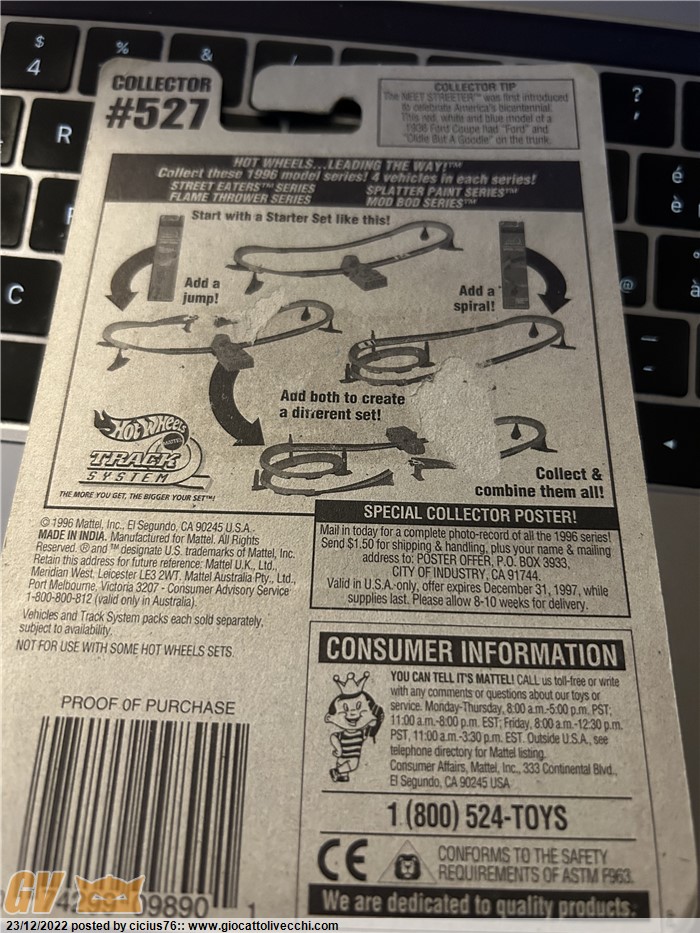 $
4
%
&
R
C
?
,
é
è
@
COLLECTOR
#527
COLLECTOR TIP
The NEET STREETER™ was first introduced
to celebrate America's bicentennial.
This red, white and blue model of a
1936 Ford Coupe had "Ford" and
"Oldie But A Goodie" on the trunk.
HOT WHEELS...LEADING THE WAY!™
Collect these 1996 model series! 4 vehicles in each series!
STREET EATERS™ SERIES
SPLATTER PAINT SERIES™
FLAME THROWER SERIES
MOD BOD SERIES™
Start with a Starter Set like this!
Add a
jump!
Add a
spiral!
Add both to create
a different set!
Hot Wheels
MATTEL
TRACK
SYSTEM
THE MORE YOU GET, THE BIGGER YOUR SET™!
Collect &
combine them all!
© 1996 Mattel, Inc., El Segundo, CA 90245 U.S.A.
MADE IN INDIA. Manufactured for Mattel. All Rights
Reserved. ® and ™ designate U.S. trademarks of Mattel, Inc.
Retain this address for future reference: Mattel U.K., Ltd.,
Meridian West, Leicester LE3 2WT. Mattel Australia Pty., Ltd.,
Port Melbourne, Victoria 3207 - Consumer Advisory Service
1-800-800-812 (valid only in Australia).
Vehicles and Track System packs each sold separately,
subject to availability.
NOT FOR USE WITH SOME HOT WHEELS SETS.
SPECIAL COLLECTOR POSTER!
Mail in today for a complete photo-record of all the 1996 series!
Send $1.50 for shipping & handling, plus your name & mailing
address to: POSTER OFFER, P.O. BOX 3933,
CITY OF INDUSTRY, CA 91744.
Valid in U.S.A. only, offer expires December 31, 1997, while
supplies last. Please allow 8-10 weeks for delivery.
CONSUMER INFORMATION
YOU CAN TELL IT'S MATTEL! CALL us toll-free or write
with any comments or questions about our toys or
service. Monday-Thursday, 8:00 a.m.-5:00 p.m. PST;
11:00 a.m.-8:00 p.m. EST; Friday, 8:00 a.m.-12:30 p.m.
PST, 11:00 a.m.-3:30 p.m. EST. Outside U.S.A., see
telephone directory for Mattel listing.
Consumer Affairs, Mattel, Inc., 333 Continental Blvd.,
El Segundo, CA 90245 USA
1 (800) 524-TOYS
CE
CONFORMS TO THE SAFETY
REQUIREMENTS OF ASTM F963.
We are dedicated to quality products.
PROOF OF PURCHASE
09890 1
GV
23/12/2022 posted by cicius76:: www.giocattolivecchi.com